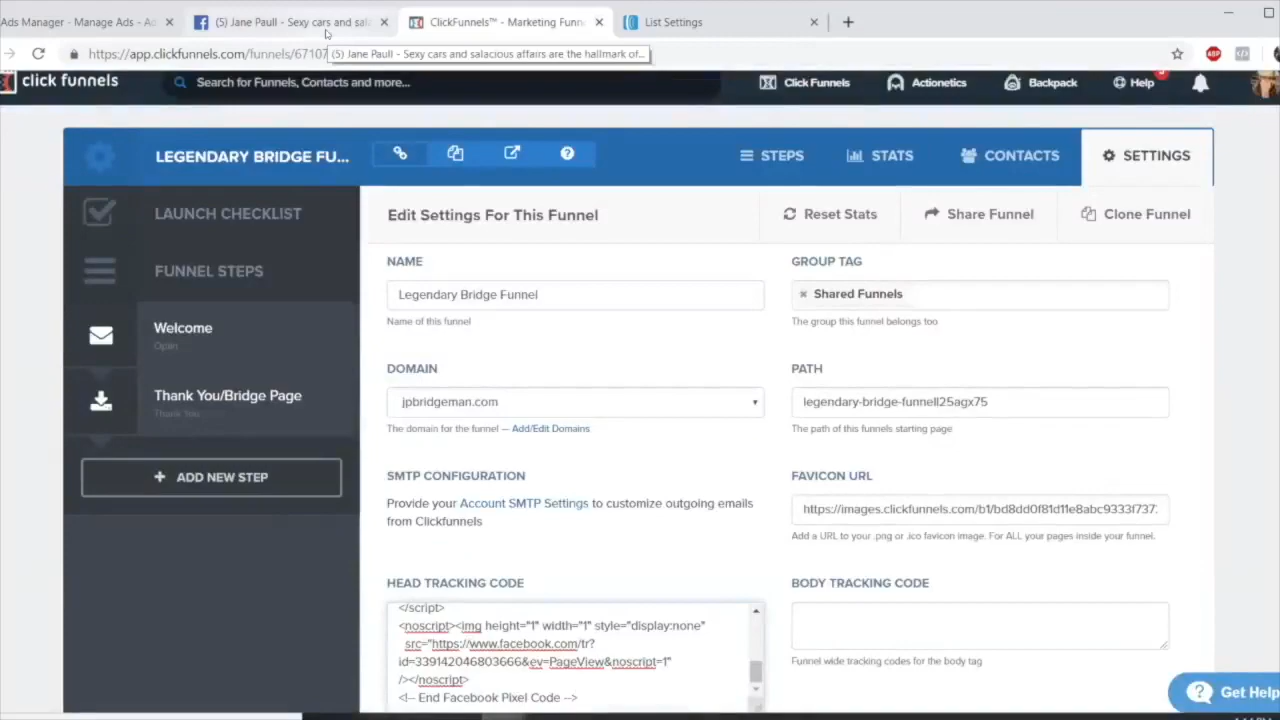 Ads Manager - Manage Ads - Ad
(5) Jane Paull - Sexy cars and sala
ClickFunnels™ - Marketing Funn
List Settings
https://app.clickfunnels.com/funnels/67107
(5) Jane Paull - Sexy cars and salacious affairs are the hallmark of...
ABP
click funnels
Search for Funnels, Contacts and more...
Click Funnels
Actionetics
Backpack
Help
LEGENDARY BRIDGE FU...
STEPS
STATS
CONTACTS
SETTINGS
LAUNCH CHECKLIST
Edit Settings For This Funnel
Reset Stats
Share Funnel
Clone Funnel
FUNNEL STEPS
Welcome
Open
Thank You/Bridge Page
Thank You
+ ADD NEW STEP
NAME
Legendary Bridge Funnel
Name of this funnel
GROUP TAG
Shared Funnels
The group this funnel belongs too
DOMAIN
jpbridgeman.com
The domain for the funnel — Add/Edit Domains
PATH
legendary-bridge-funnell25agx75
The path of this funnels starting page
SMTP CONFIGURATION
Provide your Account SMTP Settings to customize outgoing emails
from Clickfunnels
FAVICON URL
https://images.clickfunnels.com/b1/bd8dd0f81d11e8abc9333f737.
Add a URL to your .png or .ico favicon image. For ALL your pages inside your funnel.
HEAD TRACKING CODE
</script>
<noscript><img height="1" width="1" style="display:none"
src="https://www.facebook.com/tr?
id=339142046803666&ev=PageView&noscript=1"
/></noscript>
<!-- End Facebook Pixel Code -->
BODY TRACKING CODE
Funnel wide tracking codes for the body tag
Get Help